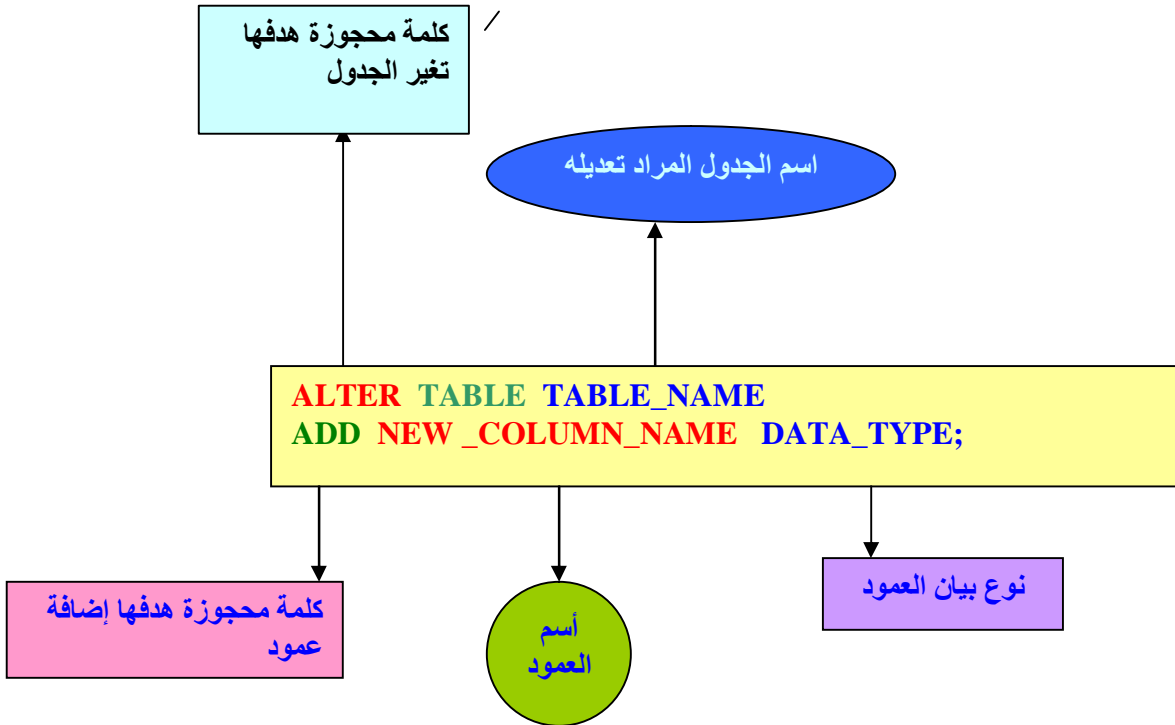 كلمة محجوزة هدفها
تغير الجدول
اسم الجدول المراد تعديله
ALTER TABLE TABLE_NAME
ADD NEW _COLUMN_NAME DATA_TYPE;
كلمة محجوزة هدفها إضافة
عمود
أسم
العمود
نوع بيان العمود